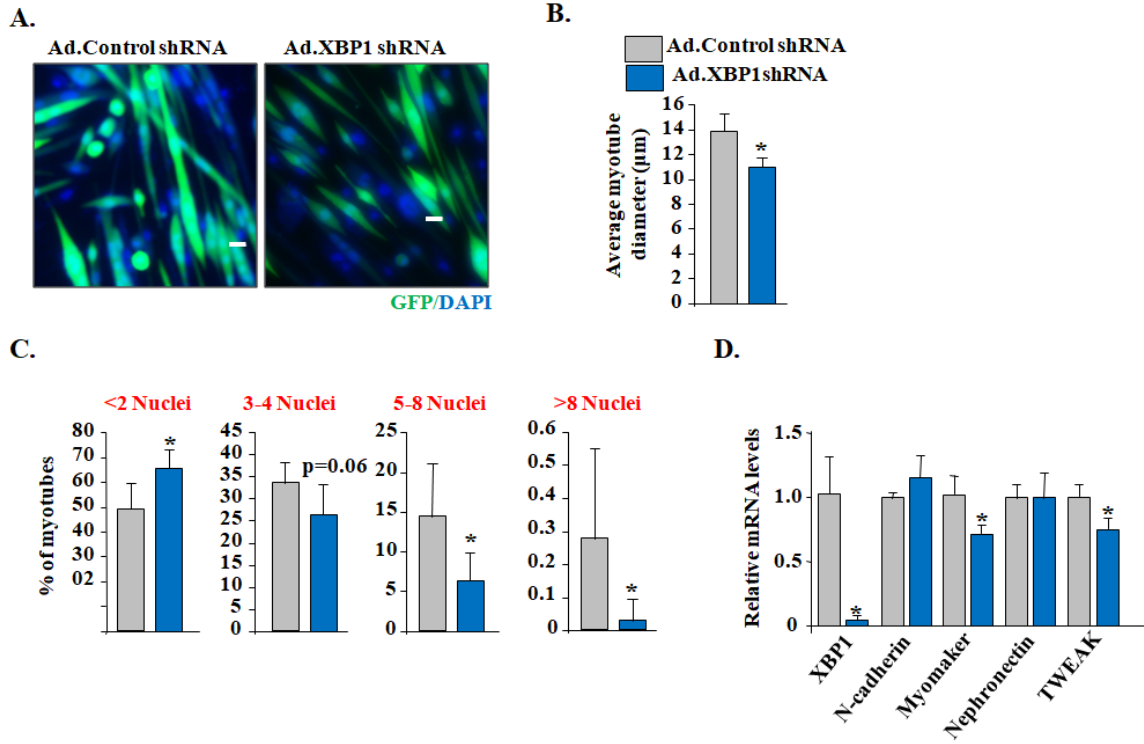 A.
Ad.Control shRNA
Ad.XBP1 shRNA
GFP/DAPI
B.
Ad.Control shRNA
Ad.XBP1shRNA
Average myotube
diameter (µm)
16
14
12
10
8
6
4
2
0
*
C.
% of myotubes
<2 Nuclei
80
70
60
50
40
30
02
*
3-4 Nuclei
45
40
35
30
25
20
15
10
5
0
p=0.06
5-8 Nuclei
25
20
15
10
5
0
*
>8 Nuclei
0.6
0.5
0.4
0.3
0.2
0.1
0
*
D.
Relative mRNA levels
1.5
1.0
0.5
0
*
*
*
XBP1
N-cadherin
Myomaker
Nephronectin
TWEAK